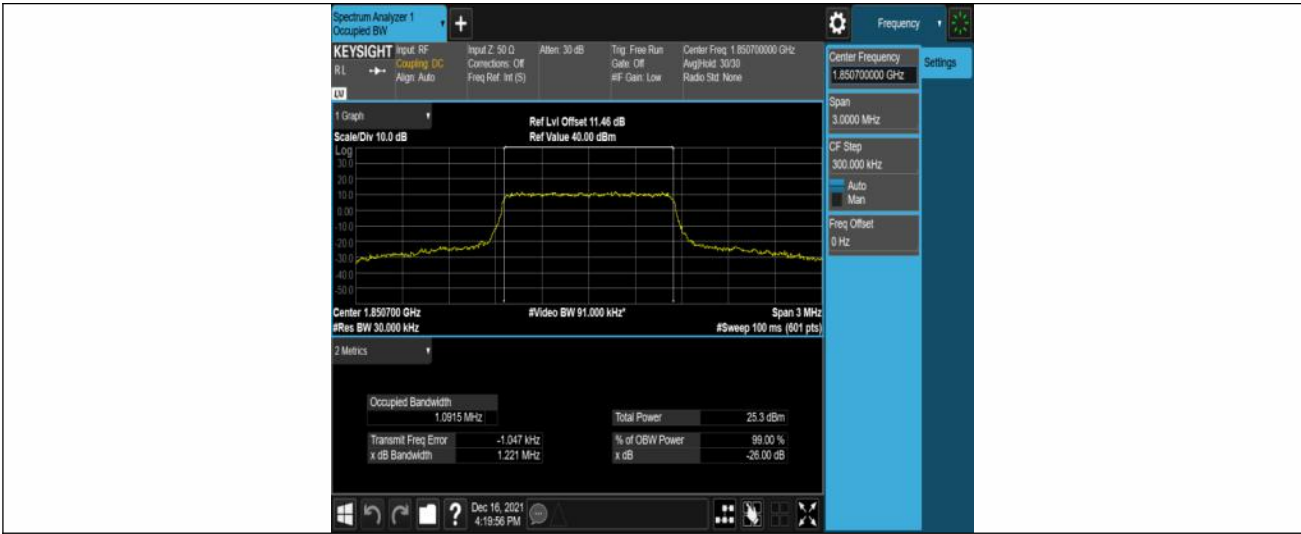 Spectrum Analyzer 1
Occupied BW
+
Frequency
KEYSIGHT
R L
LV
Input: RF
Coupling: DC
Align: Auto
Input Z: 50 Ω
Corrections: Off
Freq Ref: Int (S)
Atten: 30 dB
Trig: Free Run
Gate: Off
#IF Gain: Low
Center Freq: 1.850700000 GHz
Avg|Hold: 30/30
Radio Std: None
1 Graph
Scale/Div 10.0 dB
Ref Lvl Offset 11.46 dB
Ref Value 40.00 dBm
Log
30.0
20.0
10.0
0.00
-10.0
-20.0
-30.0
-40.0
-50.0
Center 1.850700 GHz
#Video BW 91.000 kHz*
Span 3 MHz
#Res BW 30.000 kHz
#Sweep 100 ms (601 pts)
2 Metrics
Occupied Bandwidth
1.0915 MHz
Total Power 25.3 dBm
Transmit Freq Error -1.047 kHz
% of OBW Power 99.00 %
x dB Bandwidth 1.221 MHz
x dB -26.00 dB
?
Dec 16, 2021
4:19:56 PM
Center Frequency
1.850700000 GHz
Settings
Span
3.0000 MHz
CF Step
300.000 kHz
Auto
Man
Freq Offset
0 Hz